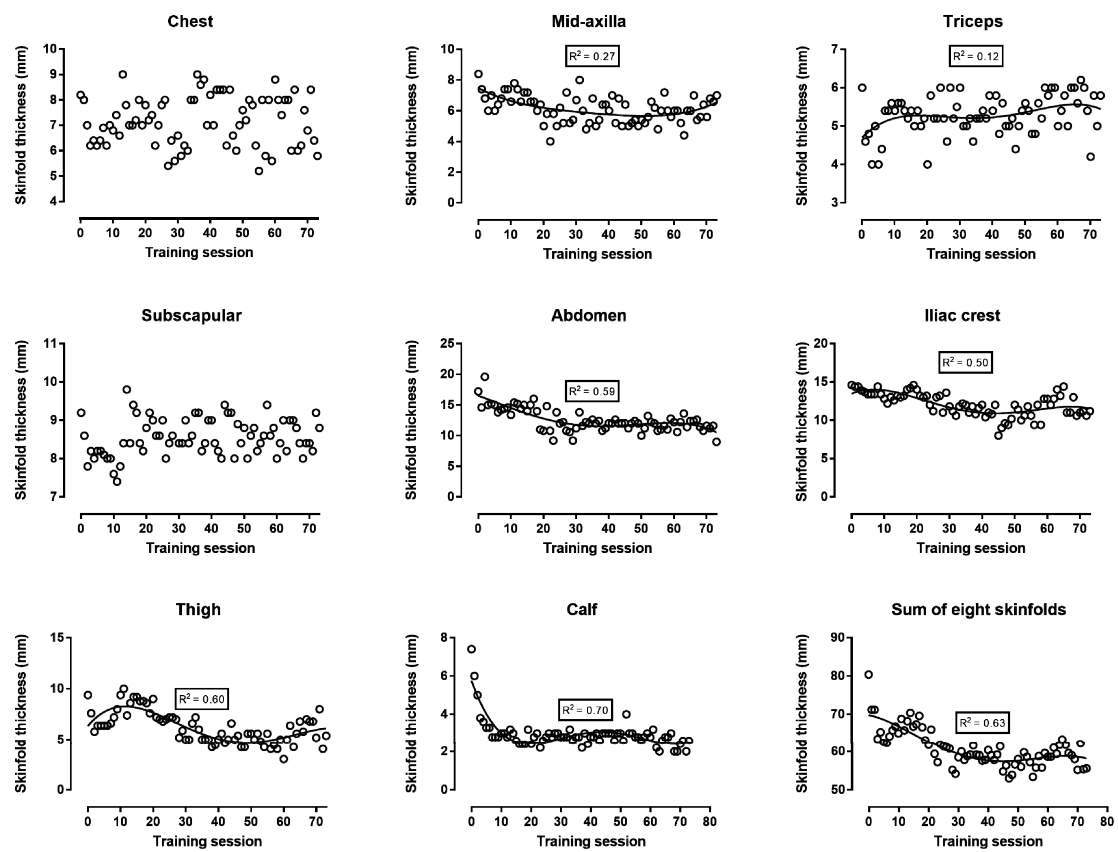 Chest
Skinfold thickness (mm)
10
9
8
7
6
5
4
0 10 20 30 40 50 60 70
Training session
Mid-axilla
Skinfold thickness (mm)
10
8
6
4
2
0
R² = 0.27
0 10 20 30 40 50 60 70
Training session
Triceps
Skinfold thickness (mm)
7
6
5
4
3
R² = 0.12
0 10 20 30 40 50 60 70
Training session
Subscapular
Skinfold thickness (mm)
11
10
9
8
7
0 10 20 30 40 50 60 70
Training session
Abdomen
Skinfold thickness (mm)
25
20
15
10
5
0
R² = 0.59
0 10 20 30 40 50 60 70
Training session
Iliac crest
Skinfold thickness (mm)
20
15
10
5
0
R² = 0.50
0 10 20 30 40 50 60 70
Training session
Thigh
Skinfold thickness (mm)
15
10
5
0
R² = 0.60
0 10 20 30 40 50 60 70
Training session
Calf
Skinfold thickness (mm)
8
6
4
2
0
R² = 0.70
0 10 20 30 40 50 60 70 80
Training session
Sum of eight skinfolds
Skinfold thickness (mm)
90
80
70
60
50
R² = 0.63
0 10 20 30 40 50 60 70 80
Training session